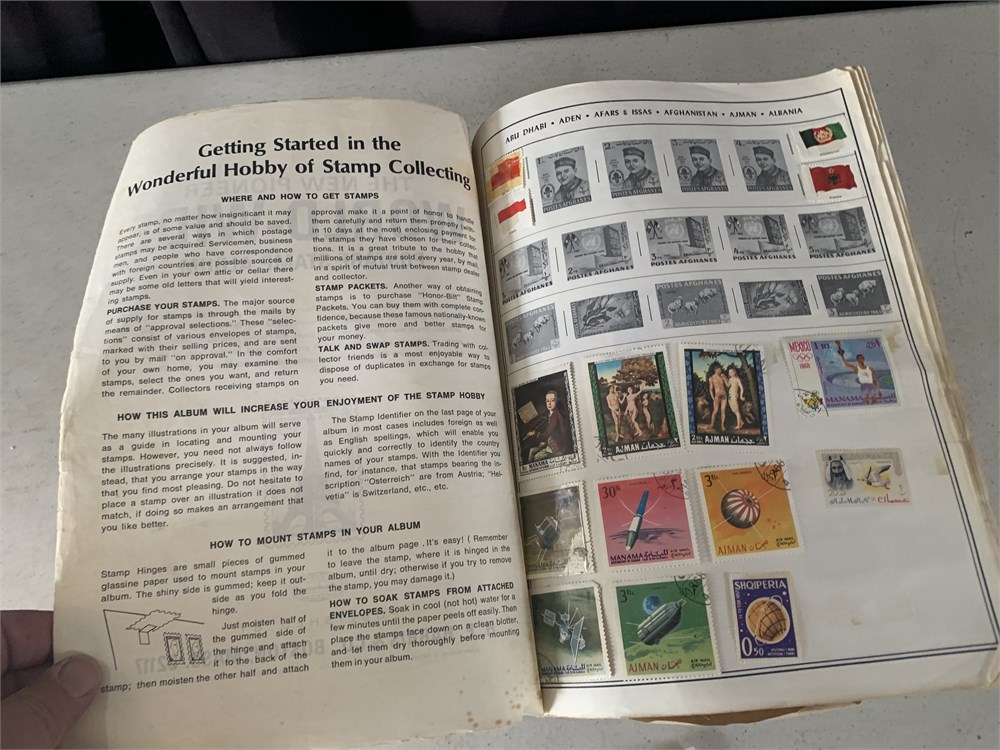 Getting Started in the
Wonderful Hobby of Stamp Collecting
WHERE AND HOW TO GET STAMPS
Every stamp, no matter how insignificant it may
appear, is of some value and should be saved.
There are several ways in which postage
stamps may be acquired. Servicemen, business
men, and people who have correspondence
with foreign countries are possible sources of
supply. Even in your own attic or cellar there
may be some old letters that will yield interest-
ing stamps.
PURCHASE YOUR STAMPS. The major source
of supply for stamps is through the mails by
means of "approval selections." These "selec-
tions" consist of various envelopes of stamps,
marked with their selling prices, and are sent
to you by mail "on approval." In the comfort
of your own home, you may examine the
stamps, select the ones you want, and return
the remainder. Collectors receiving stamps on
approval make it a point of honor to handle
them carefully and return them promptly (with-
in 10 days at the most) enclosing payment for
the stamps they have chosen for their collec-
tions. It is a great tribute to the hobby that
millions of stamps are sold every year, by mail,
in a spirit of mutual trust between stamp dealer
and collector.
STAMP PACKETS. Another way of obtaining
stamps is to purchase "Honor-Bilt" Stamp
Packets. You can buy them with complete con-
fidence, because these famous nationally-known
packets give more and better stamps for
your money.
TALK AND SWAP STAMPS. Trading with col-
lector friends is a most enjoyable way to
dispose of duplicates in exchange for stamps
you need.
HOW THIS ALBUM WILL INCREASE YOUR ENJOYMENT OF THE STAMP HOBBY
The many illustrations in your album will serve
as a guide in locating and mounting your
stamps. However, you need not always follow
the illustrations precisely. It is suggested, in-
stead, that you arrange your stamps in the way
that you find most pleasing. Do not hesitate to
place a stamp over an illustration it does not
match, if doing so makes an arrangement that
you like better.
The Stamp Identifier on the last page of your
album in most cases includes foreign as well
as English spellings, which will enable you
quickly and correctly to identify the country
names of your stamps. With the Identifier you
find, for instance, that stamps bearing the in-
scription "Osterreich" are from Austria; "Hel-
vetia" is Switzerland, etc., etc.
HOW TO MOUNT STAMPS IN YOUR ALBUM
Stamp Hinges are small pieces of gummed
glassine paper used to mount stamps in your
album. The shiny side is gummed; keep it out-
side as you fold the
hinge.
Just moisten half of
the gummed side of
the hinge and attach
it to the back of the
stamp; then moisten the other half and attach
it to the album page. It's easy! ( Remember
to leave the stamp, where it is hinged in the
album, until dry; otherwise if you try to remove
the stamp, you may damage it.)
HOW TO SOAK STAMPS FROM ATTACHED
ENVELOPES. Soak in cool (not hot) water for a
few minutes until the paper peels off easily. Then
place the stamps face down on a clean blotter,
and let them dry thoroughly before mounting
them in your album.
ABU DHABI • ADEN • AFARS & ISSAS • AFGHANISTAN • AJMAN • ALBANIA
POSTES AFGHANES
POSTES AFGHANES
POSTES AFGHANES
POSTES AFGHANES
POSTES AFGHANES
POSTES AFGHANES
POSTES AFGHANES
POSTES AFGHANES
MANAMA
AJMAN
AJMAN
MEXICO
1968
MANAMA
30
MANAMA
3
AJMAN
AJMAN
MANAMA
3
AJMAN
SHQIPERIA
0.50